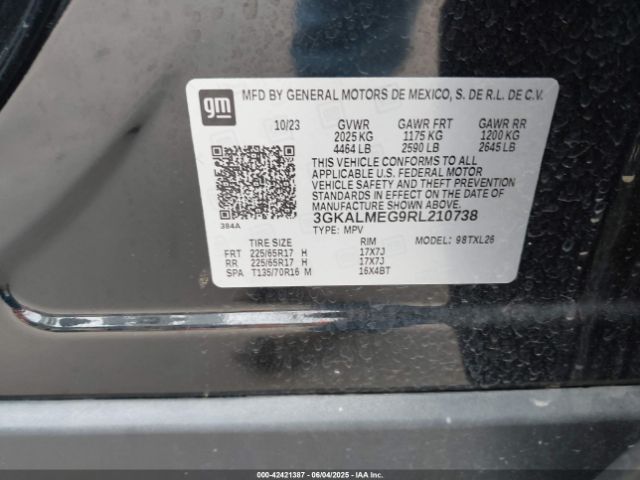 gm
MFD BY GENERAL MOTORS DE MEXICO, S. DE R.L. DE C.V.
10/23 GVWR GAWR FRT GAWR RR
2025 KG 1175 KG 1200 KG
4464 LB 2590 LB 2645 LB
THIS VEHICLE CONFORMS TO ALL
APPLICABLE U.S. FEDERAL MOTOR
VEHICLE SAFETY AND THEFT PREVENTION
STANDARDS IN EFFECT ON THE DATE OF
MANUFACTURE SHOWN ABOVE.
3GKALMEG9RL210738
394A
TYPE: MPV
MODEL: 98TXL26
TIRE SIZE RIM
FRT 225/65R17 H 17X7J
RR 225/65R17 H 17X7J
SPA T135/70R16 M 16X4BT
000-42421387 - 06/04/2025 - IAAI.COM